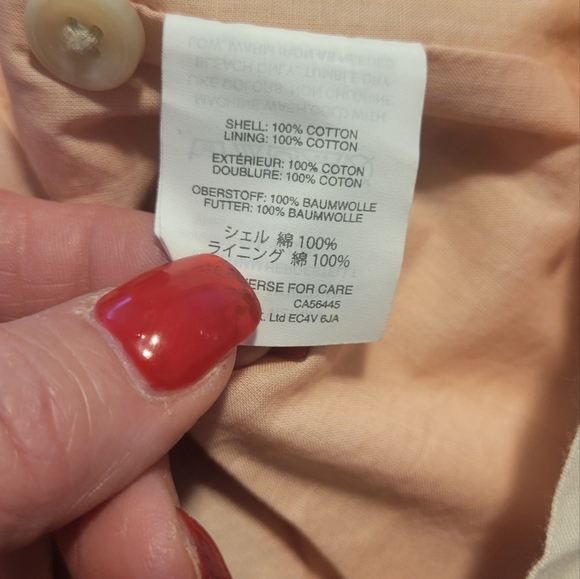 SHELL: 100% COTTON
LINING: 100% COTTON
EXTÉRIEUR: 100% COTON
DOUBLURE: 100% COTON
OBERSTOFF: 100% BAUMWOLLE
FUTTER: 100% BAUMWOLLE
シェル 綿 100%
ライニング 綿 100%
ERSE FOR CARE
CA56445
t. Ltd EC4V 6JA